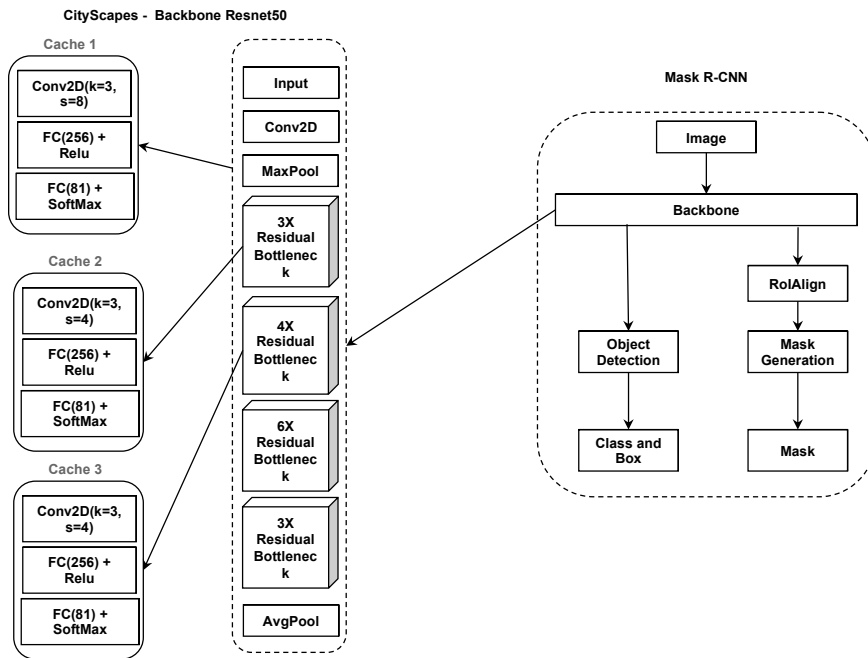 CityScapes - Backbone Resnet50
Cache 1
Conv2D(k=3,
s=8)
FC(256) +
Relu
FC(81) +
SoftMax
Cache 2
Conv2D(k=3,
s=4)
FC(256) +
Relu
FC(81) +
SoftMax
Cache 3
Conv2D(k=3,
s=4)
FC(256) +
Relu
FC(81) +
SoftMax
Input
Conv2D
MaxPool
3X
Residual
Bottlenec
k
4X
Residual
Bottlenec
k
6X
Residual
Bottlenec
k
3X
Residual
Bottlenec
k
AvgPool
Mask R-CNN
Image
Backbone
RoIAlign
Object
Detection
Mask
Generation
Class and
Box
Mask